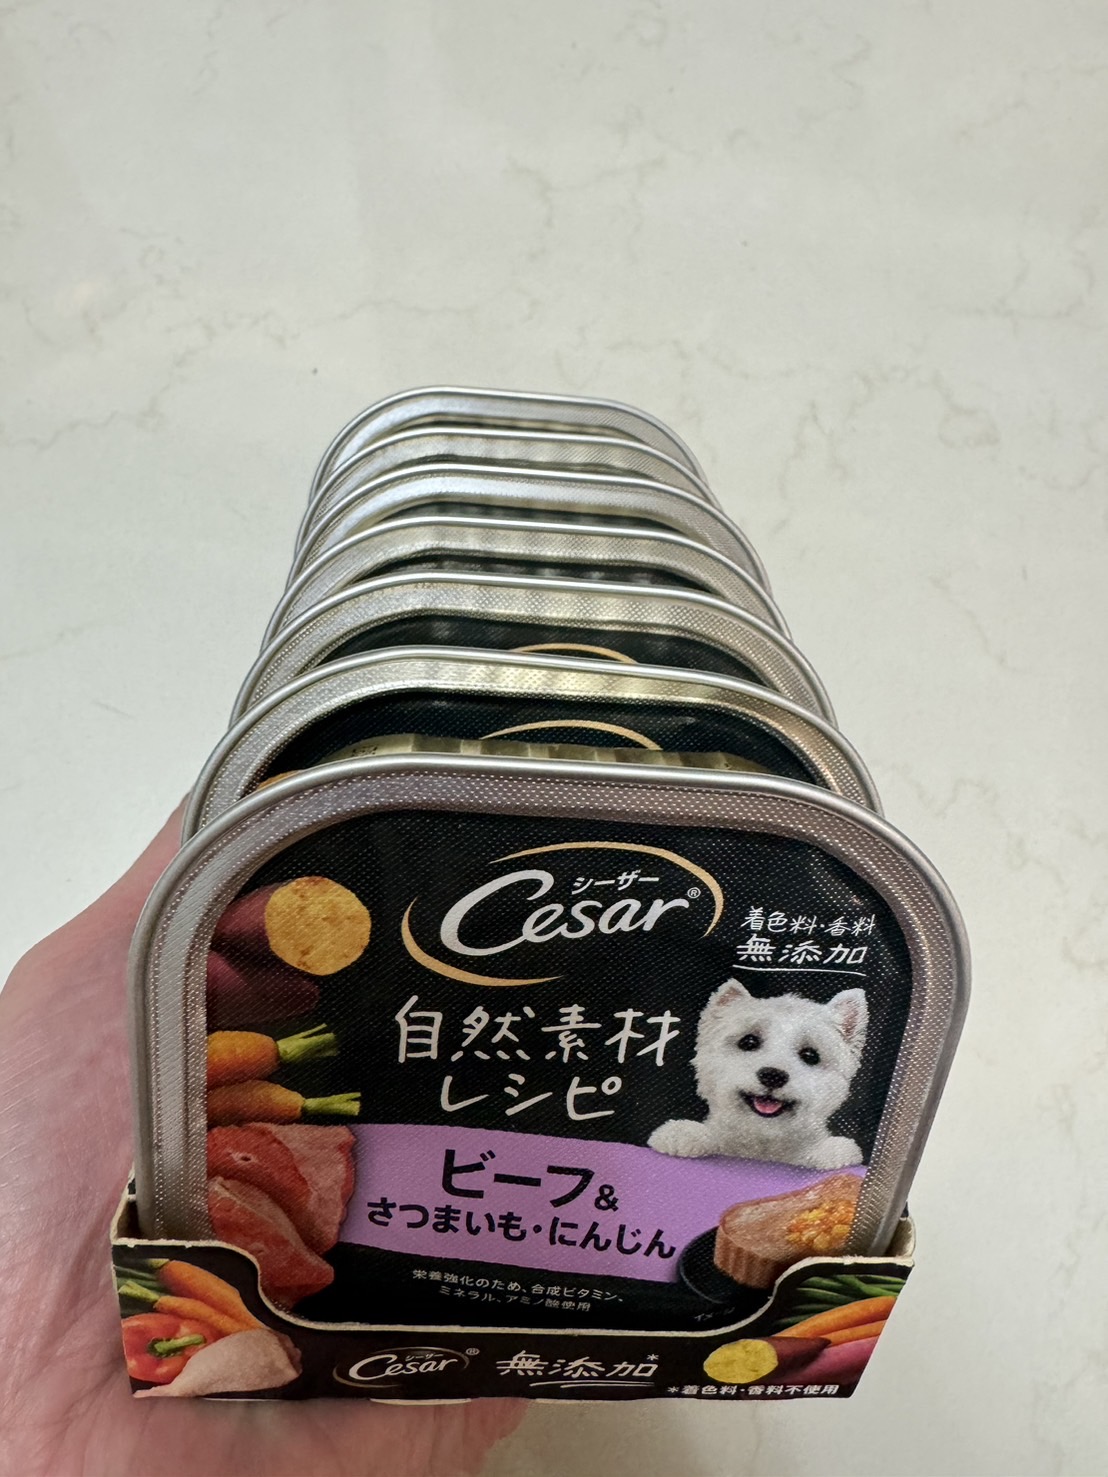 シーザー
Cesar®
着色料・香料
無添加
自然素材
レシピ
ビーフ&
さつまいも・にんじん
栄養強化のため、合成ビタミン、
ミネラル、アミノ酸使用
シーザー
Cesar®
無添加*
*着色料・香料不使用